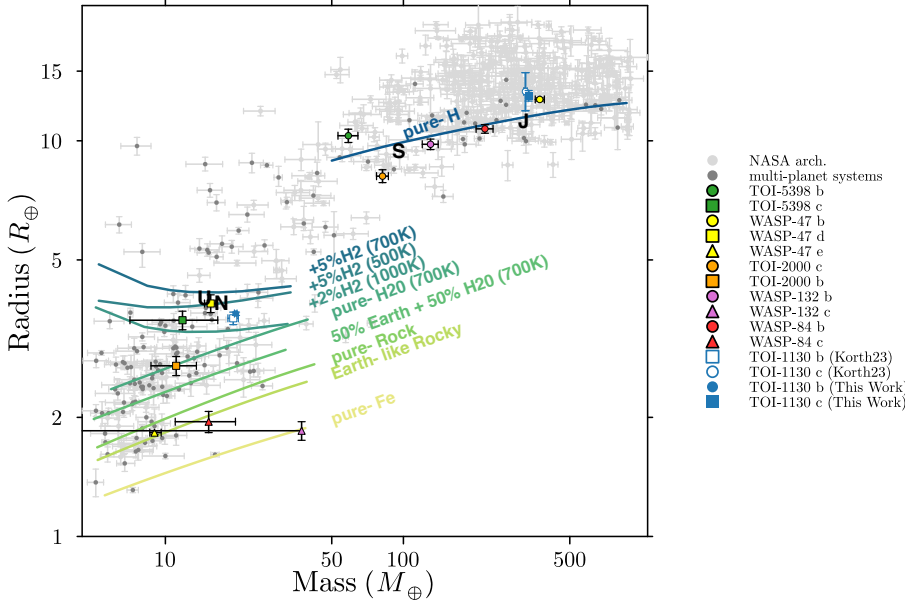 15
10
5
2
1
10
50
100
500
Radius (R⊕)
Mass (M⊕)
pure- H
J
S
U
N
+5%H2 (700K)
+5%H2 (500K)
+2%H2 (1000K)
pure- H20 (700K)
50% Earth + 50% H20 (700K)
pure- Rock
Earth- like Rocky
pure- Fe
NASA arch.
multi-planet systems
TOI-5398 b
TOI-5398 c
WASP-47 b
WASP-47 d
WASP-47 e
TOI-2000 c
TOI-2000 b
WASP-132 b
WASP-132 c
WASP-84 b
WASP-84 c
TOI-1130 b (Korth23)
TOI-1130 c (Korth23)
TOI-1130 b (This Work)
TOI-1130 c (This Work)